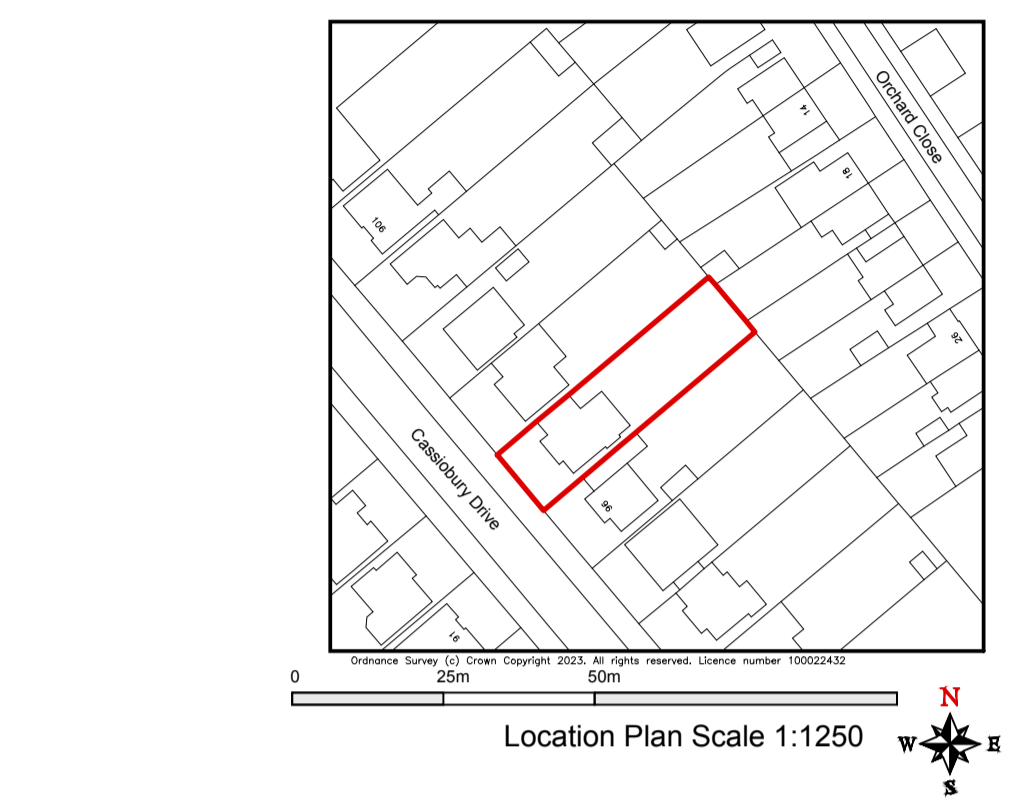 Orchard Close
14
18
106
26
Cassiobury Drive
96
91
Ordnance Survey (c) Crown Copyright 2023. All rights reserved. Licence number 100022432
0 25m 50m
Location Plan Scale 1:1250
N
W E
S